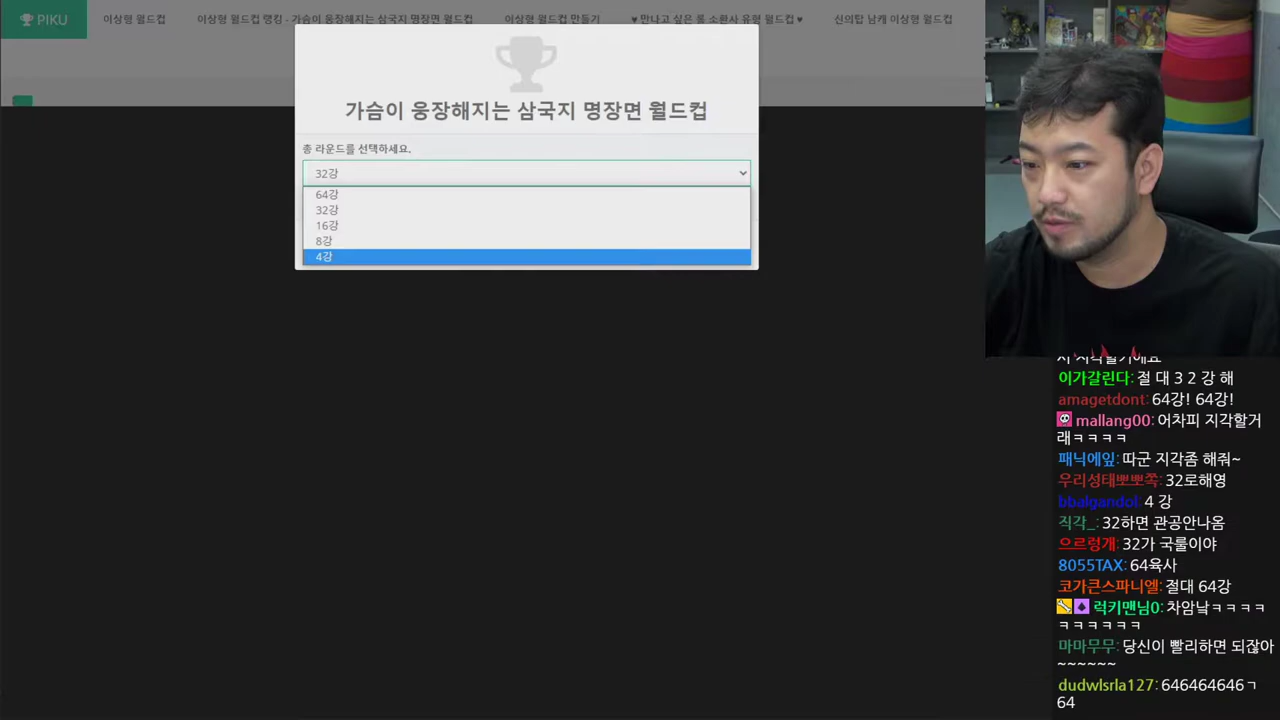 PIKU
이상형 월드컵
이상형 월드컵 랭킹 - 가슴이 웅장해지는 삼국지 명장면 월드컵
이상형 월드컵 만들기
♥ 만나고 싶은 롤 소환사 유형 월드컵 ♥
신의탑 남캐 이상형 월드컵
가슴이 웅장해지는 삼국지 명장면 월드컵
총 라운드를 선택하세요.
32강
64강
32강
16강
8강
4강
이가갈린다: 절 대 3 2 강 해
amagetdont: 64강! 64강!
mallang00: 어차피 지각할거
래ㅋㅋㅋㅋ
패닉에잎: 따군 지각좀 해줘~
우리성태뽀뽀쪽: 32로해영
bbalgandol: 4 강
직각_: 32하면 관공안나옴
으르렁개: 32가 국룰이야
8055TAX: 64육사
코가큰스파니엘: 절대 64강
럭키맨님0: 차암낰ㅋㅋㅋㅋ
ㅋㅋㅋㅋㅋㅋ
마마무무: 당신이 빨리하면 되잖아
~~~~~~
dudwlsrla127: 646464646ㄱ
64